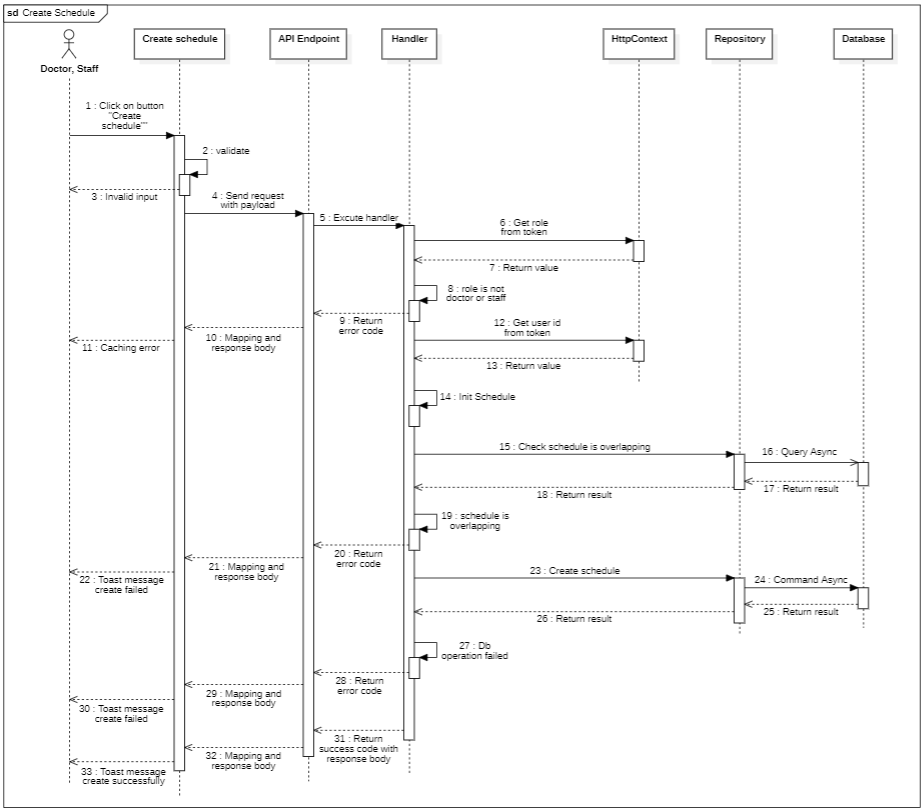 sd Create Schedule
Create schedule
API Endpoint
Handler
HttpContext
Repository
Database
Doctor, Staff
1 : Click on button
"Create
schedule""
2 : validate
3 : Invalid input
4 : Send request
with payload
5 : Excute handler
6 : Get role
from token
7 : Return value
8 : role is not
doctor or staff
9 : Return
error code
10 : Mapping and
response body
11 : Caching error
12 : Get user id
from token
13 : Return value
14 : Init Schedule
15 : Check schedule is overlapping
16 : Query Async
17 : Return result
18 : Return result
19 : schedule is
overlapping
20 : Return
error code
21 : Mapping and
response body
22 : Toast message
create failed
23 : Create schedule
24 : Command Async
25 : Return result
26 : Return result
27 : Db
operation failed
28 : Return
error code
29 : Mapping and
response body
30 : Toast message
create failed
31 : Return
success code with
response body
32 : Mapping and
response body
33 : Toast message
create successfully